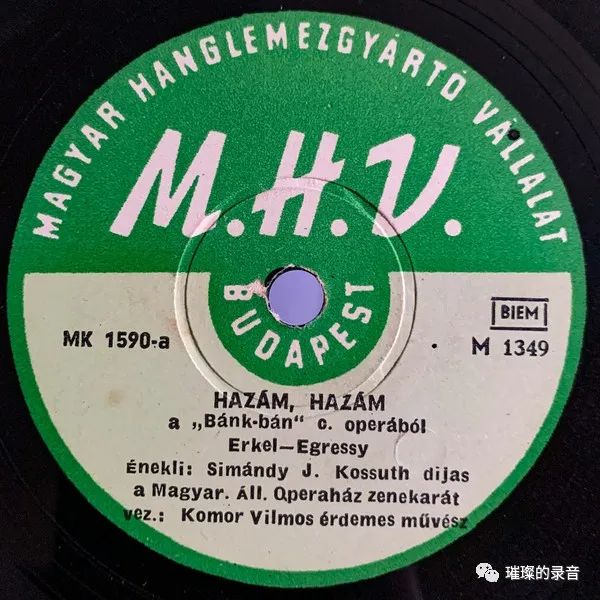 MAGYAR HANGLEMEZGYÁRTÓ VÁLLALAT
M.H.V.
BUDAPEST
BIEM
MK 1590-a
M 1349
HAZÁM, HAZÁM
a „Bánk-bán“ c. operából
Erkel—Egressy
Énekli: Simándy J. Kossuth dijas
a Magyar. Áll. Operaház zenekarát
vez.: Komor Vilmos érdemes művész
璀璨的录音